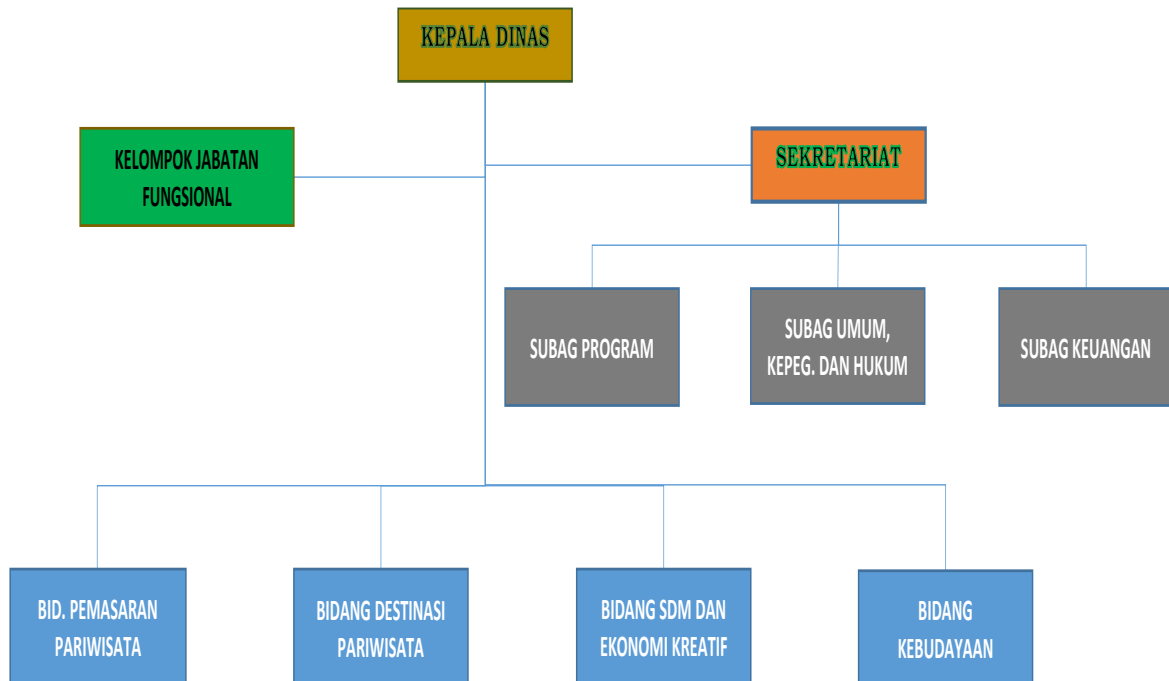 KEPALA DINAS
KELOMPOK JABATAN
FUNGSIONAL
SEKRETARIAT
SUBAG PROGRAM
SUBAG UMUM,
KEPEG. DAN HUKUM
SUBAG KEUANGAN
BID. PEMASARAN
PARIWISATA
BIDANG DESTINASI
PARIWISATA
BIDANG SDM DAN
EKONOMI KREATIF
BIDANG
KEBUDAYAAN